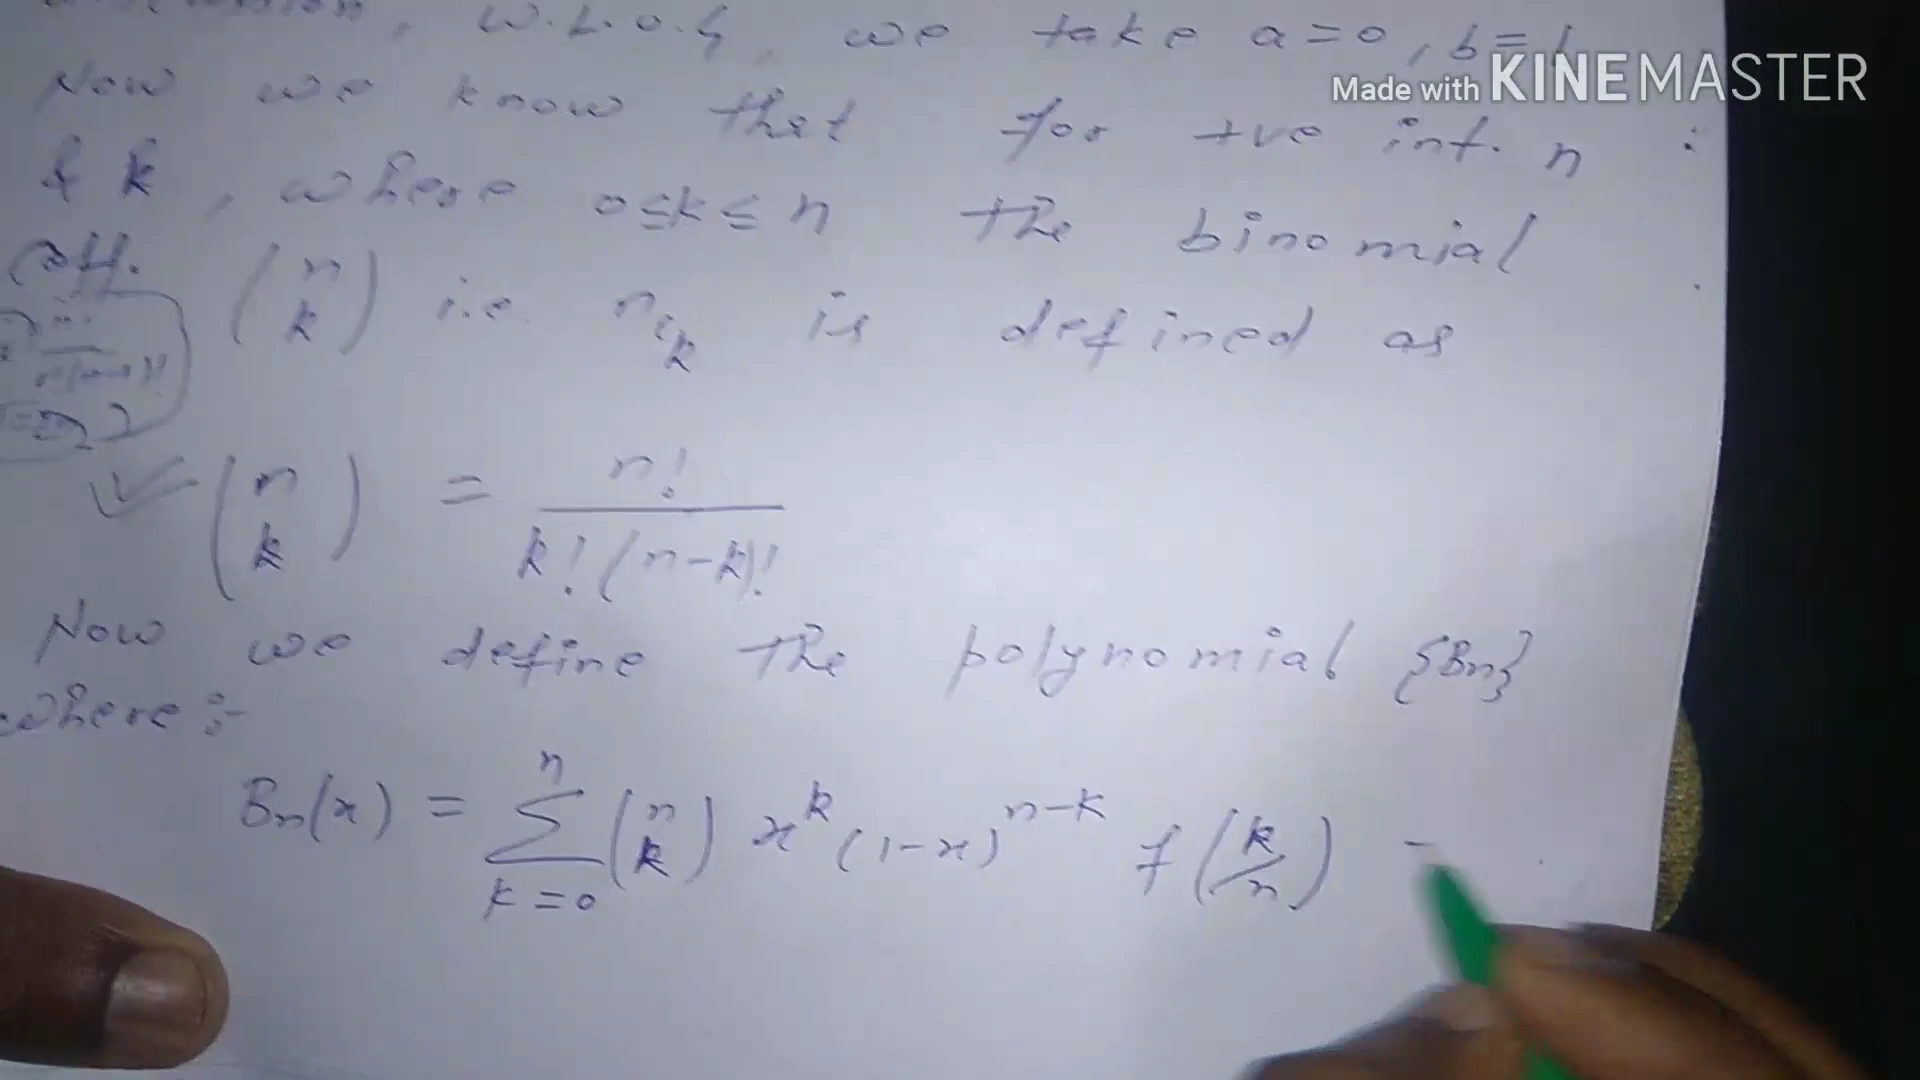 W.L.O.G, we take a=0, b=1
Made with KINEMASTER
Now we know that for +ve int. n
& k, where 0≤k≤n the binomial
coff. (n k) i.e. nck is defined as
(n k) = n! / k!(n-k)!
Now we define the polynomial {Bn}
where :-
Bn(x) = n Σ k=0 (n k) x^k (1-x)^n-k f(k/n) -